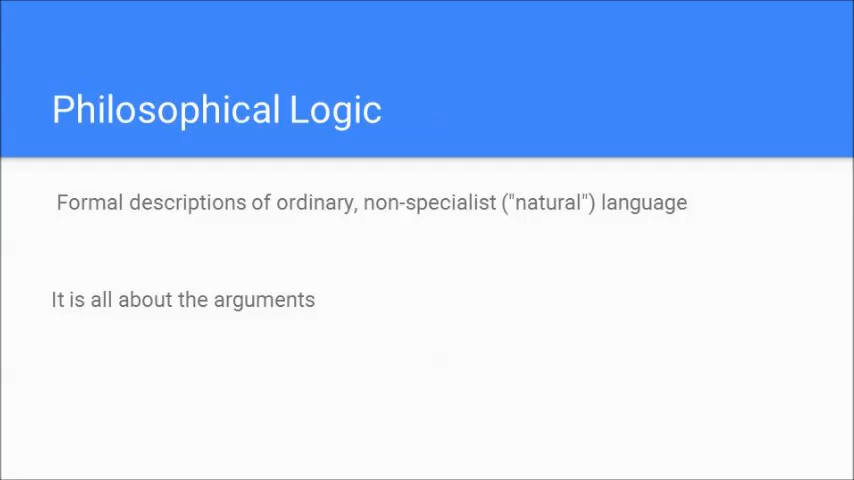 Philosophical Logic
Formal descriptions of ordinary, non-specialist ("natural") language
It is all about the arguments